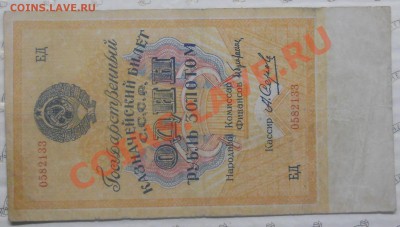 COINS.LAVE.RU
ЕД
0582133
Государственный
КАЗНАЧЕЙСКИЙ БИЛЕТ
С.С.С.Р.
ОДИН
РУБЛЬ ЗОЛОТОМ
Народный Комиссар
Финансов
Кассир
ЕД
0582133
COINS.LAVE.RU